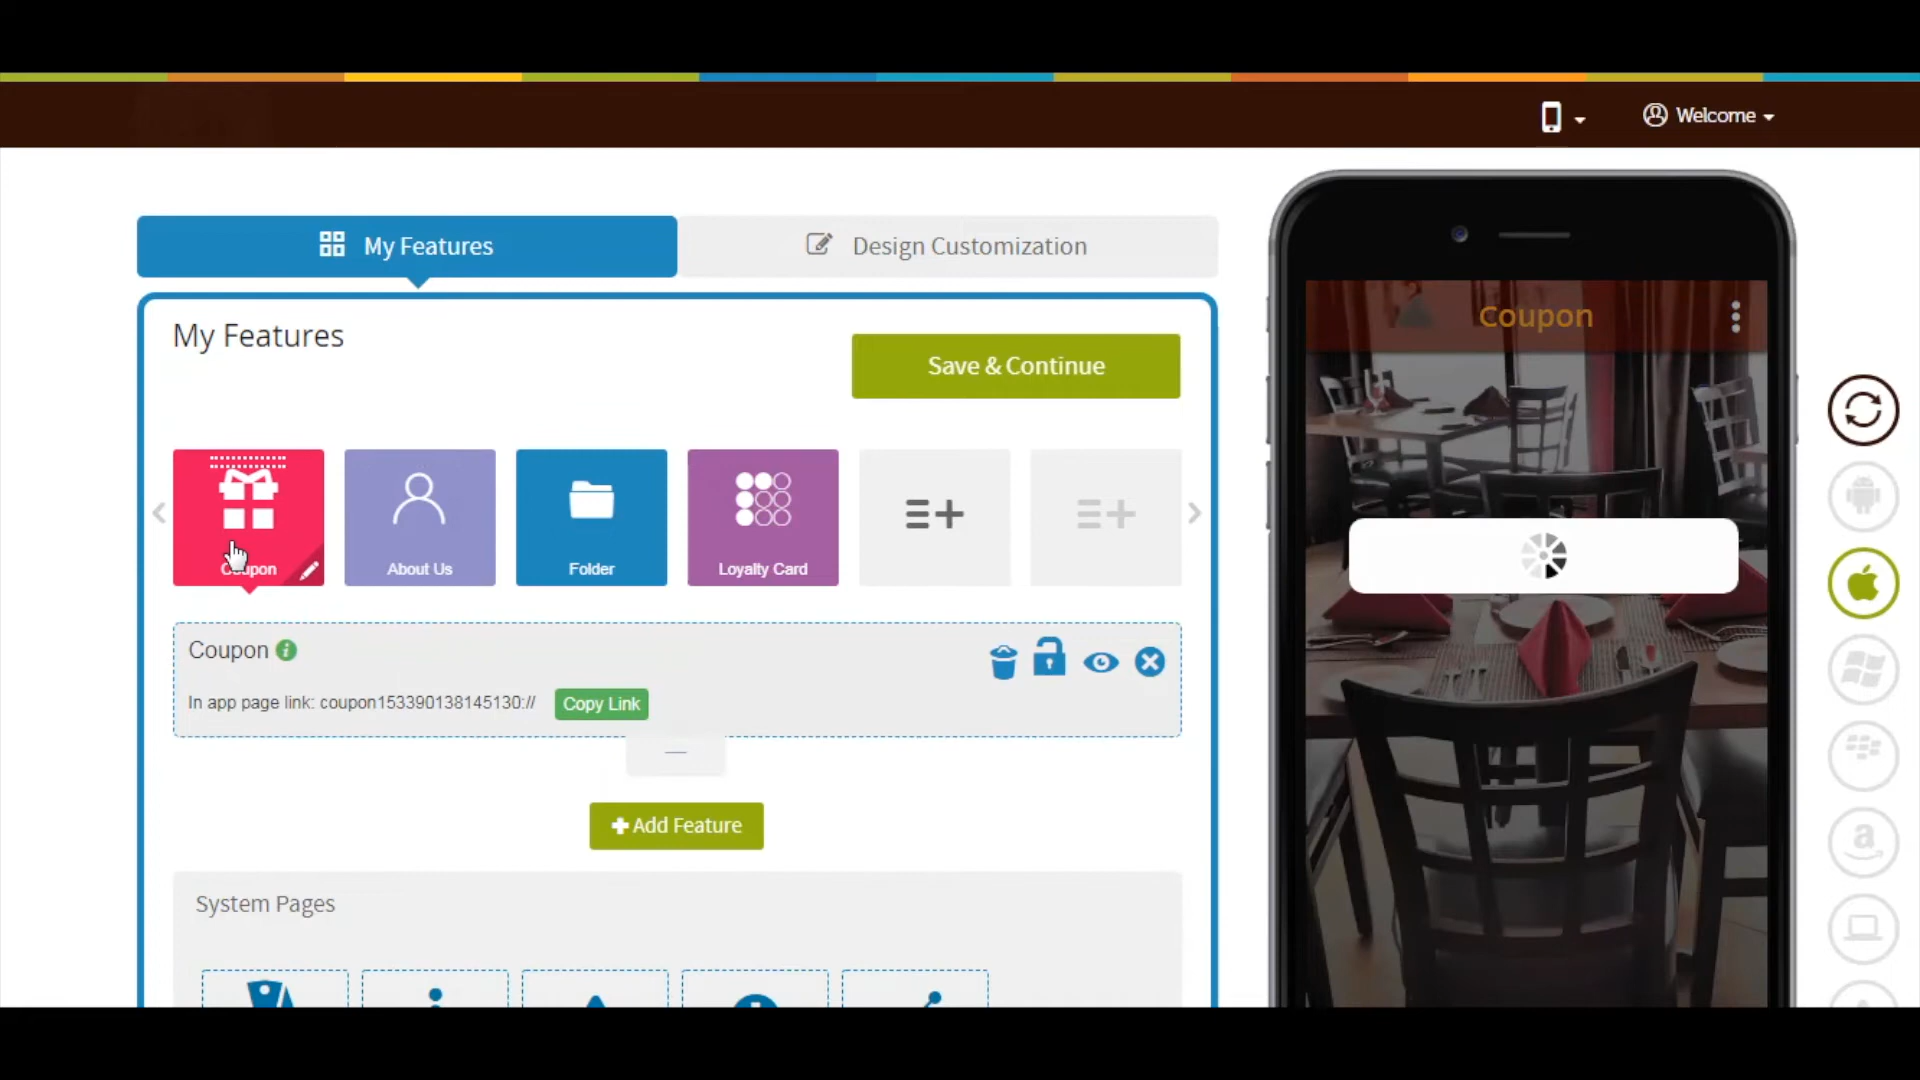 Welcome
My Features
Design Customization
Coupon
My Features
Save & Continue
Coupon
About Us
Folder
Loyalty Card
Coupon
In app page link: coupon153390138145130://
Copy Link
Add Feature
System Pages